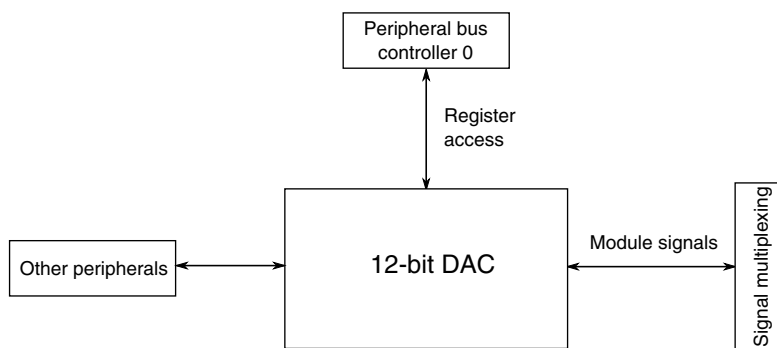 Peripheral bus
controller 0
Register
access
Other peripherals
12-bit DAC
Module signals
Signal multiplexing